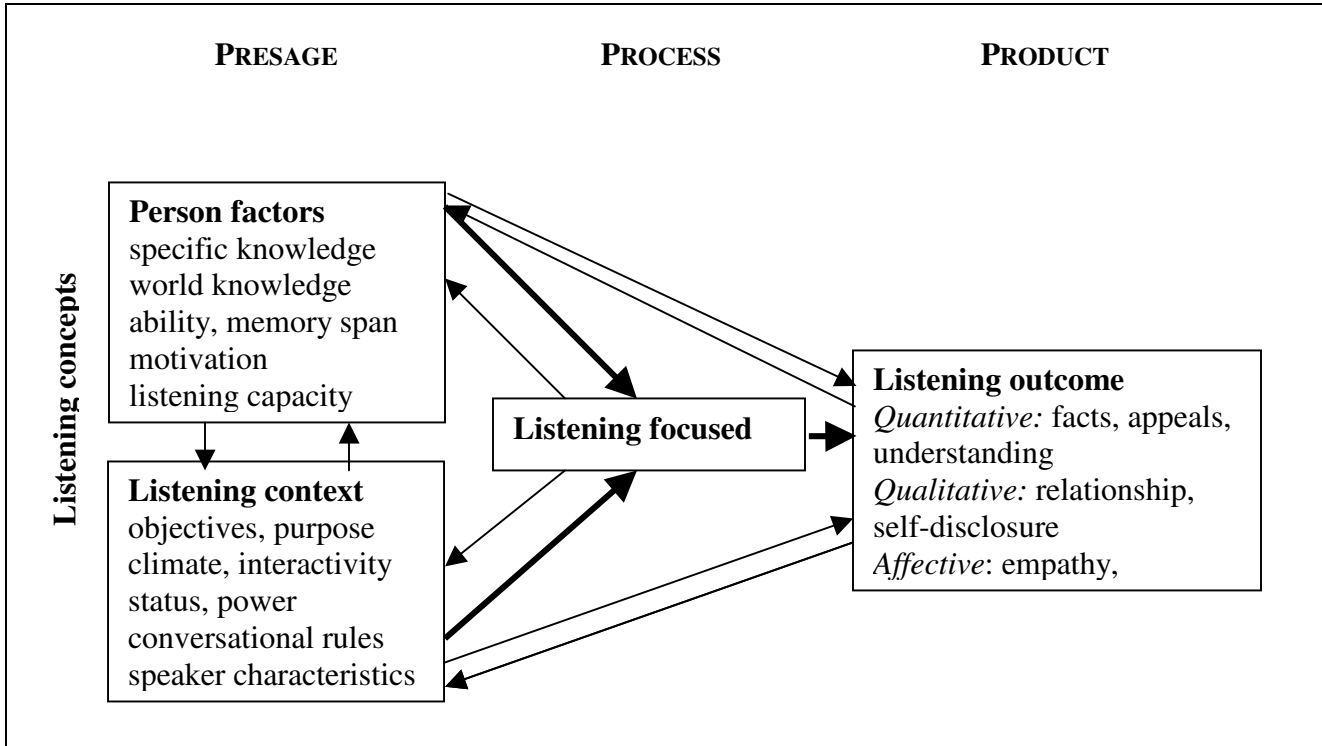 PRESAGE PROCESS PRODUCT
Listening concepts
Person factors
specific knowledge
world knowledge
ability, memory span
motivation
listening capacity
Listening context
objectives, purpose
climate, interactivity
status, power
conversational rules
speaker characteristics
Listening focused
Listening outcome
Quantitative: facts, appeals,
understanding
Qualitative: relationship,
self-disclosure
Affective: empathy,